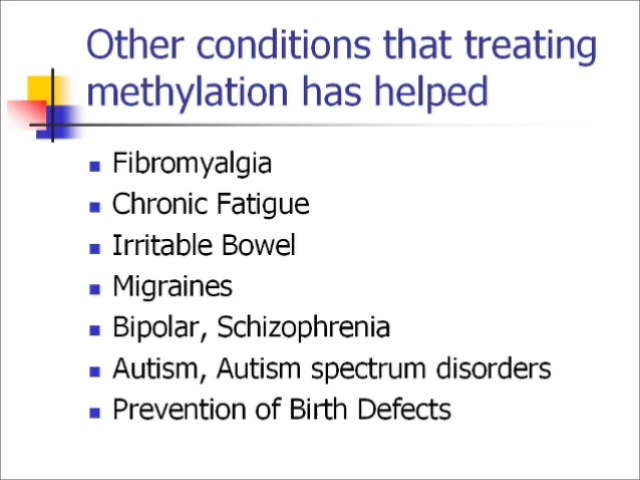 Other conditions that treating
methylation has helped
Fibromyalgia
Chronic Fatigue
Irritable Bowel
Migraines
Bipolar, Schizophrenia
Autism, Autism spectrum disorders
Prevention of Birth Defects